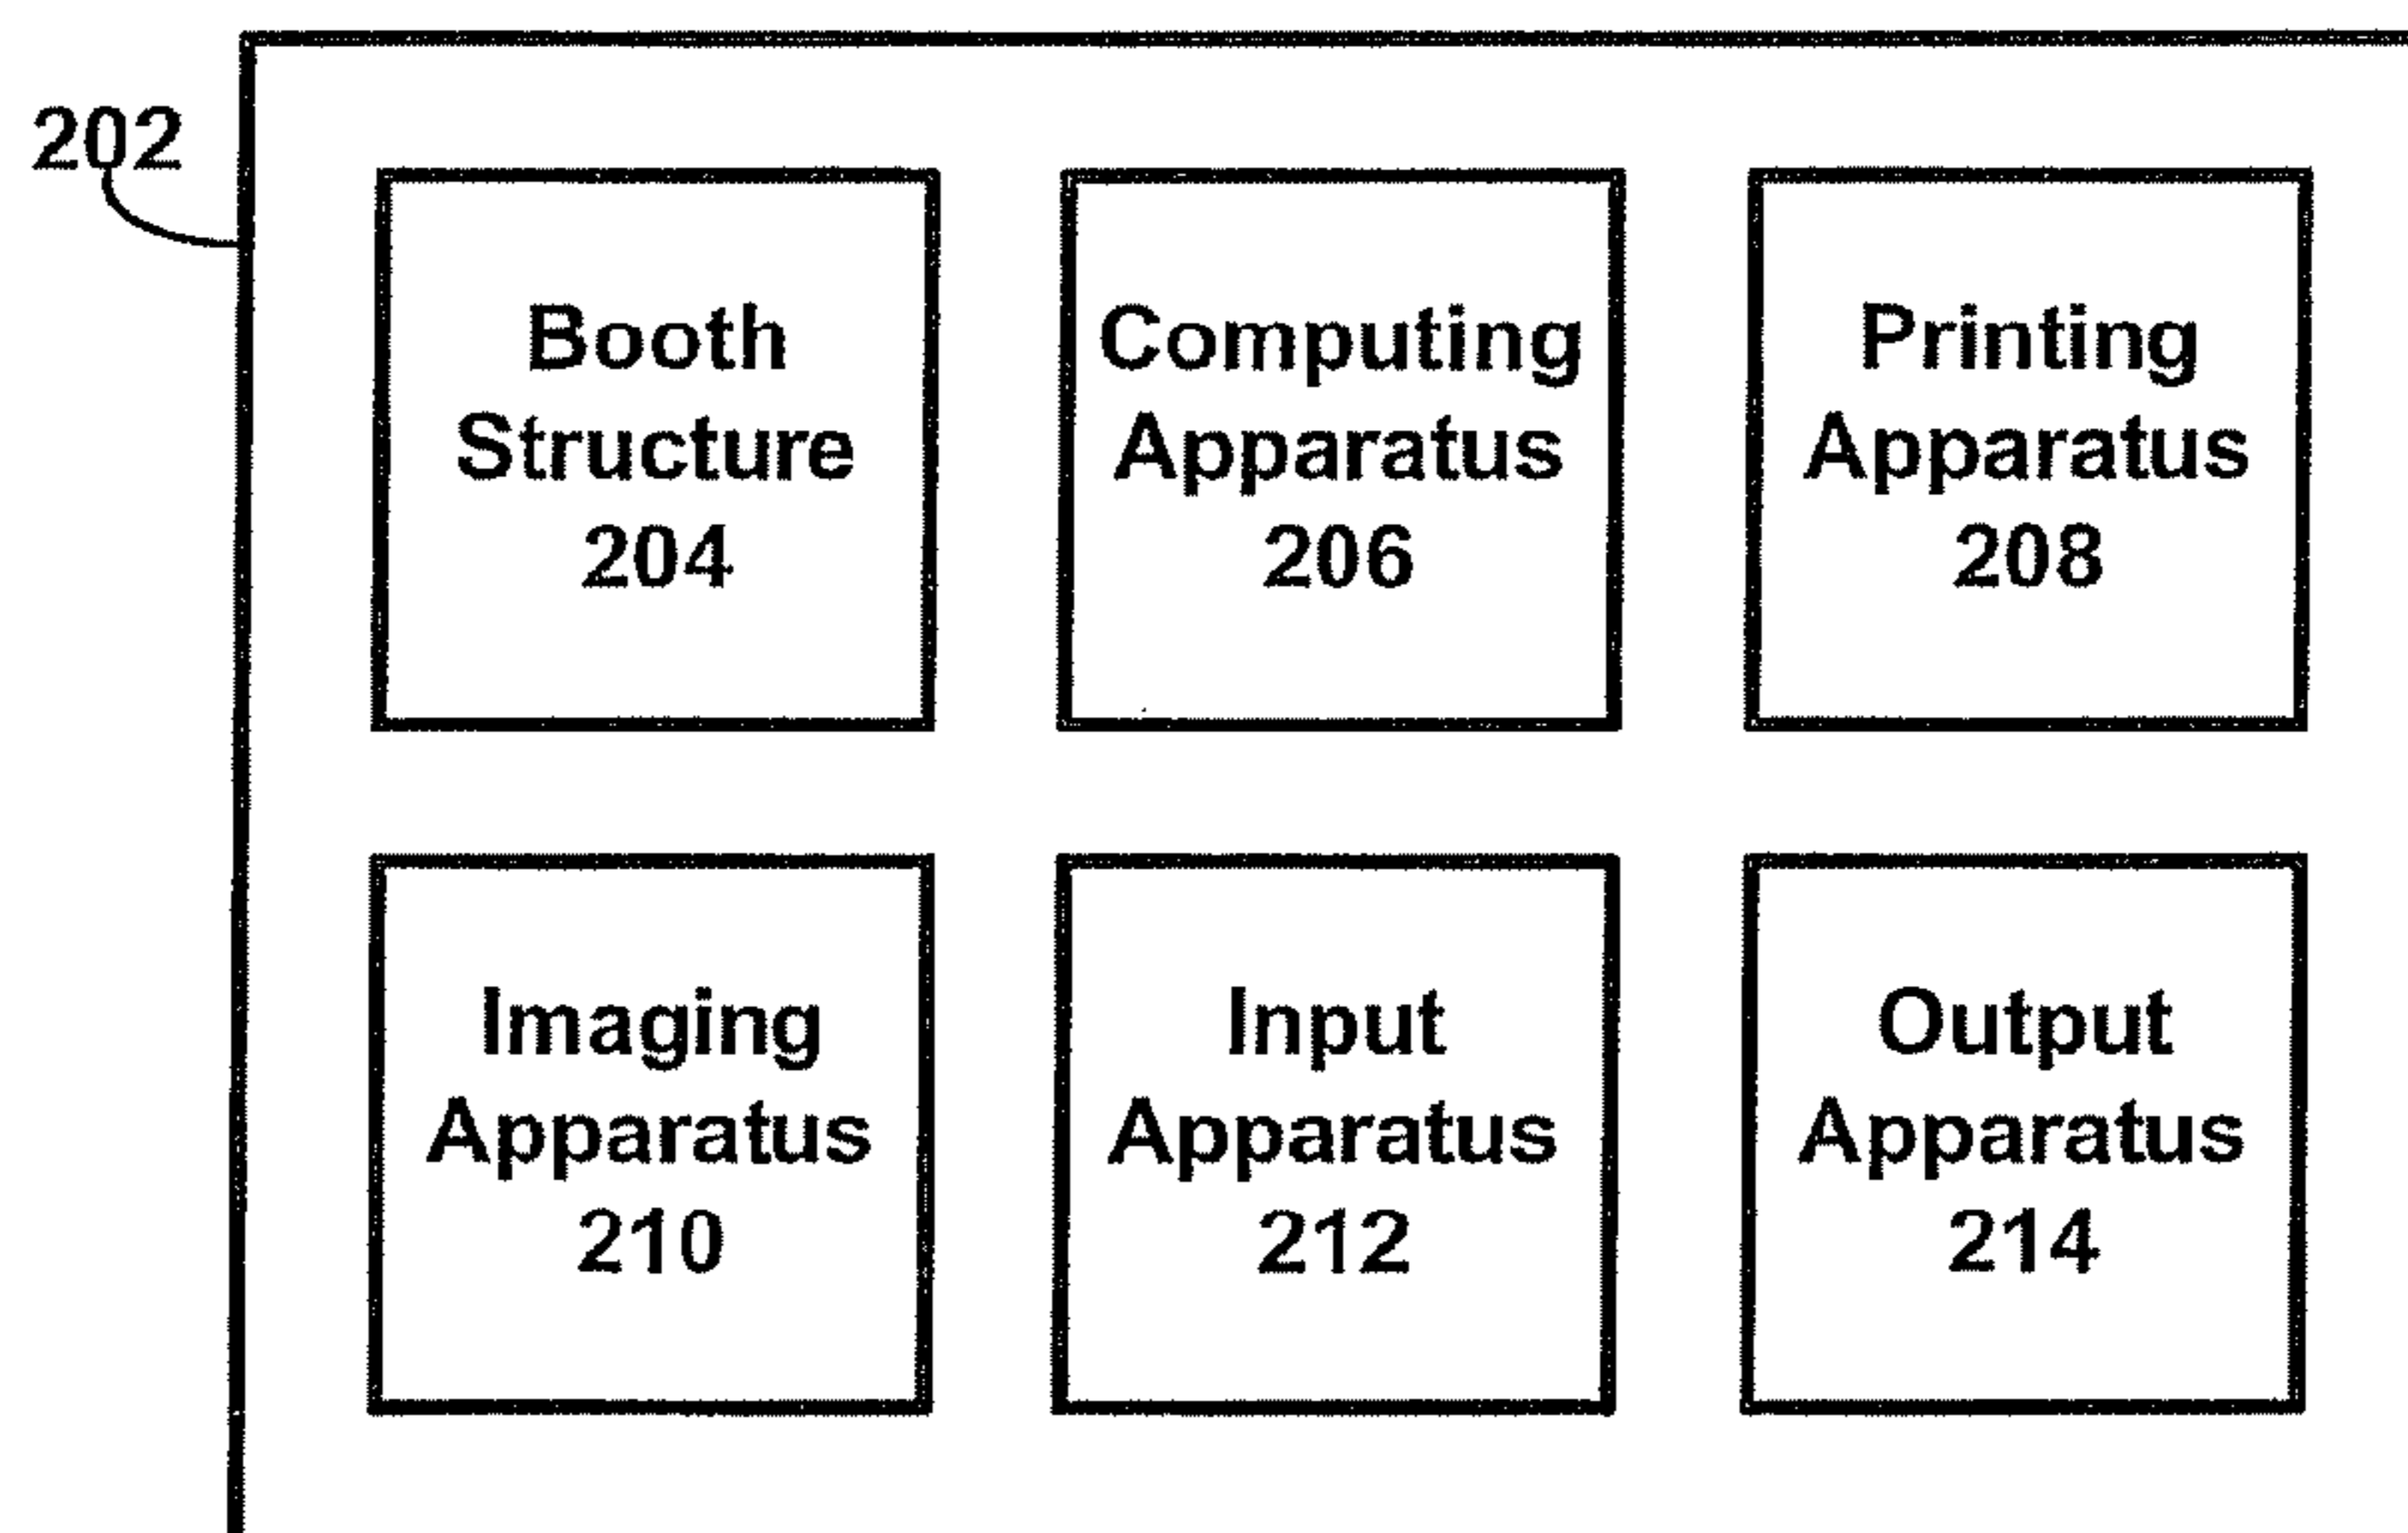 202
Booth
Structure
204
Computing
Apparatus
206
Printing
Apparatus
208
Imaging
Apparatus
210
Input
Apparatus
212
Output
Apparatus
214